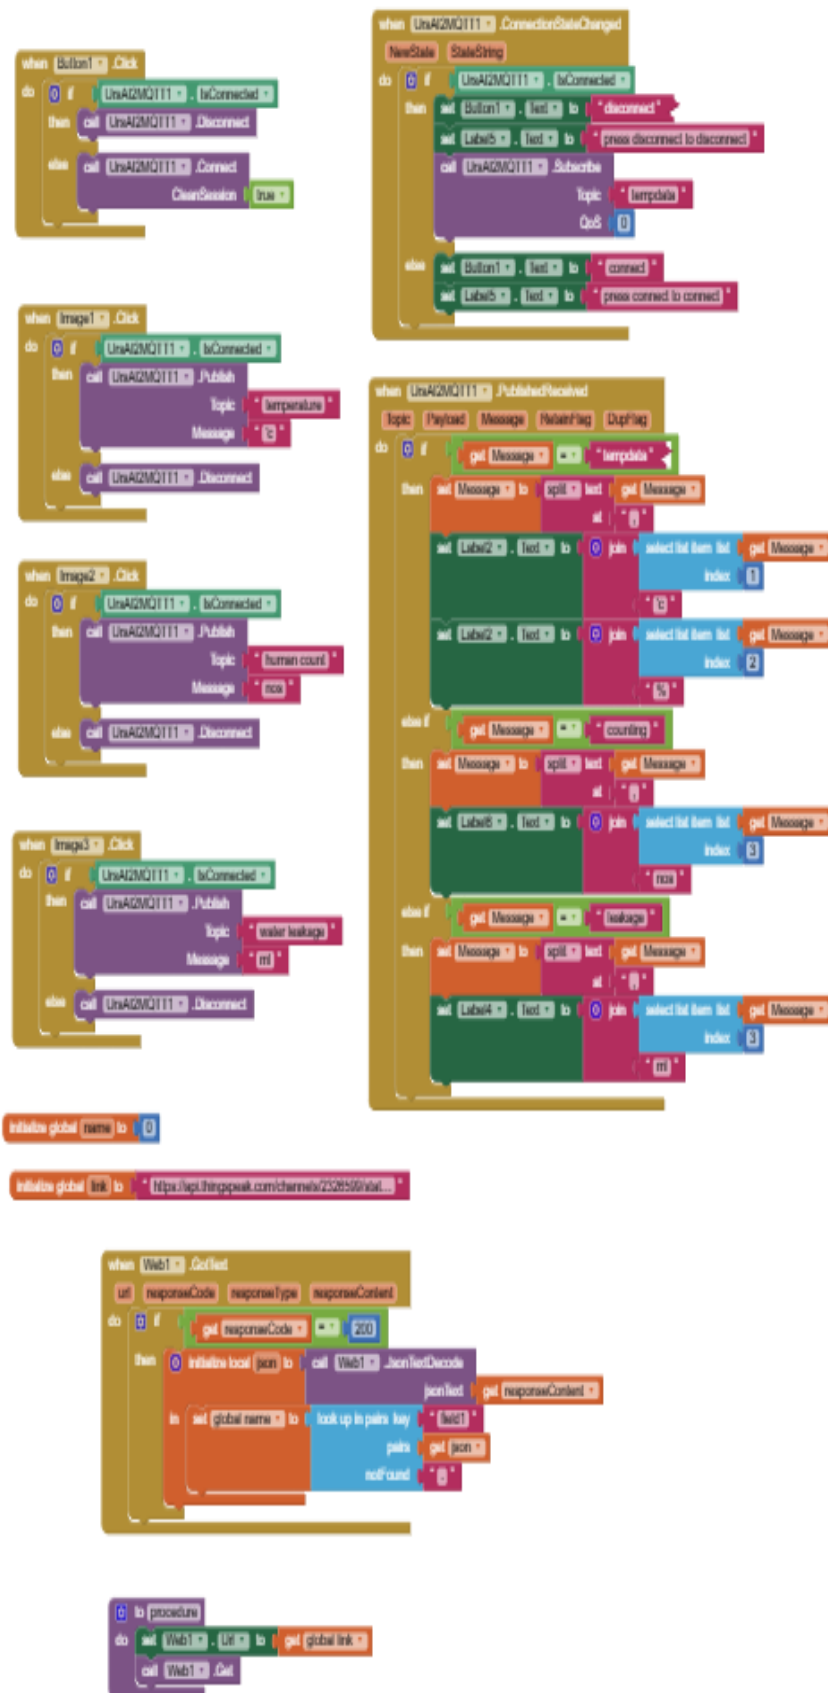 when Button1 .Click
do if UrsAI2MQTT1 . IsConnected
then call UrsAI2MQTT1 .Disconnect
else call UrsAI2MQTT1 .Connect
CleanSession true
when Image1 .Click
do if UrsAI2MQTT1 . IsConnected
then call UrsAI2MQTT1 .Publish
Topic " temperature "
Message " 'c "
else call UrsAI2MQTT1 .Disconnect
when Image2 .Click
do if UrsAI2MQTT1 . IsConnected
then call UrsAI2MQTT1 .Publish
Topic " human count "
Message " nos "
else call UrsAI2MQTT1 .Disconnect
when Image3 .Click
do if UrsAI2MQTT1 . IsConnected
then call UrsAI2MQTT1 .Publish
Topic " water leakage "
Message " ml "
else call UrsAI2MQTT1 .Disconnect
when UrsAI2MQTT1 .ConnectionStateChanged
NewState StateString
do if UrsAI2MQTT1 . IsConnected
then set Button1 . Text to " disconnect "
set Label5 . Text to " press disconnect to disconnect "
call UrsAI2MQTT1 .Subscribe
Topic " tempdata "
QoS 0
else set Button1 . Text to " connect "
set Label5 . Text to " press connect to connect "
when UrsAI2MQTT1 .PublishedReceived
Topic Payload Message RetainFlag DupFlag
do if get Message = " tempdata "
then set Message to split text get Message
at " , "
set Label2 . Text to join select list item list get Message
index 1
" 'c "
set Label2 . Text to join select list item list get Message
index 2
" % "
else if get Message = " counting "
then set Message to split text get Message
at " , "
set Label6 . Text to join select list item list get Message
index 3
" nos "
else if get Message = " leakage "
then set Message to split text get Message
at " , "
set Label4 . Text to join select list item list get Message
index 3
" ml "
initialize global name to 0
initialize global link to " https://api.thingspeak.com/channels/2326599/stat... "
when Web1 .GotText
url responseCode responseType responseContent
do if get responseCode = 200
then initialize local json to call Web1 .JsonTextDecode
jsonText get responseContent
in set global name to look up in pairs key " field1 "
pairs get json
notFound " "
to procedure
do set Web1 . Url to get global link
call Web1 .Get